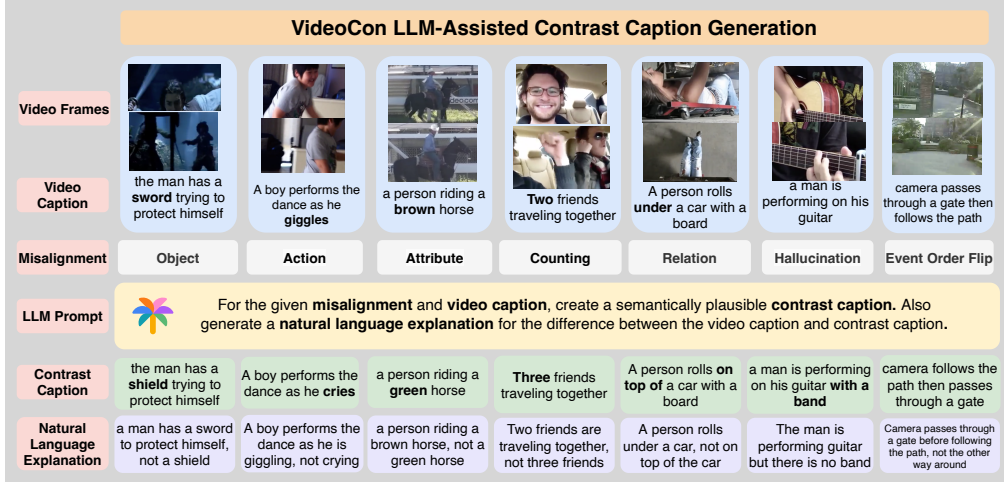 VideoCon LLM-Assisted Contrast Caption Generation
Video Frames
Video
Caption
the man has a
sword trying to
protect himself
A boy performs the
dance as he
giggles
a person riding a
brown horse
Two friends
traveling together
A person rolls
under a car with a
board
a man is
performing on his
guitar
camera passes
through a gate then
follows the path
Misalignment
Object
Action
Attribute
Counting
Relation
Hallucination
Event Order Flip
LLM Prompt
For the given misalignment and video caption, create a semantically plausible contrast caption. Also
generate a natural language explanation for the difference between the video caption and contrast caption.
Contrast
Caption
the man has a
shield trying to
protect himself
A boy performs the
dance as he cries
a person riding a
green horse
Three friends
traveling together
A person rolls on
top of a car with a
board
a man is performing
on his guitar with a
band
camera follows the
path then passes
through a gate
Natural
Language
Explanation
a man has a sword
to protect himself,
not a shield
A boy performs the
dance as he is
giggling, not crying
a person riding a
brown horse, not a
green horse
Two friends are
traveling together,
not three friends
A person rolls
under a car, not on
top of the car
The man is
performing guitar
but there is no band
Camera passes through
a gate before following
the path, not the other
way around